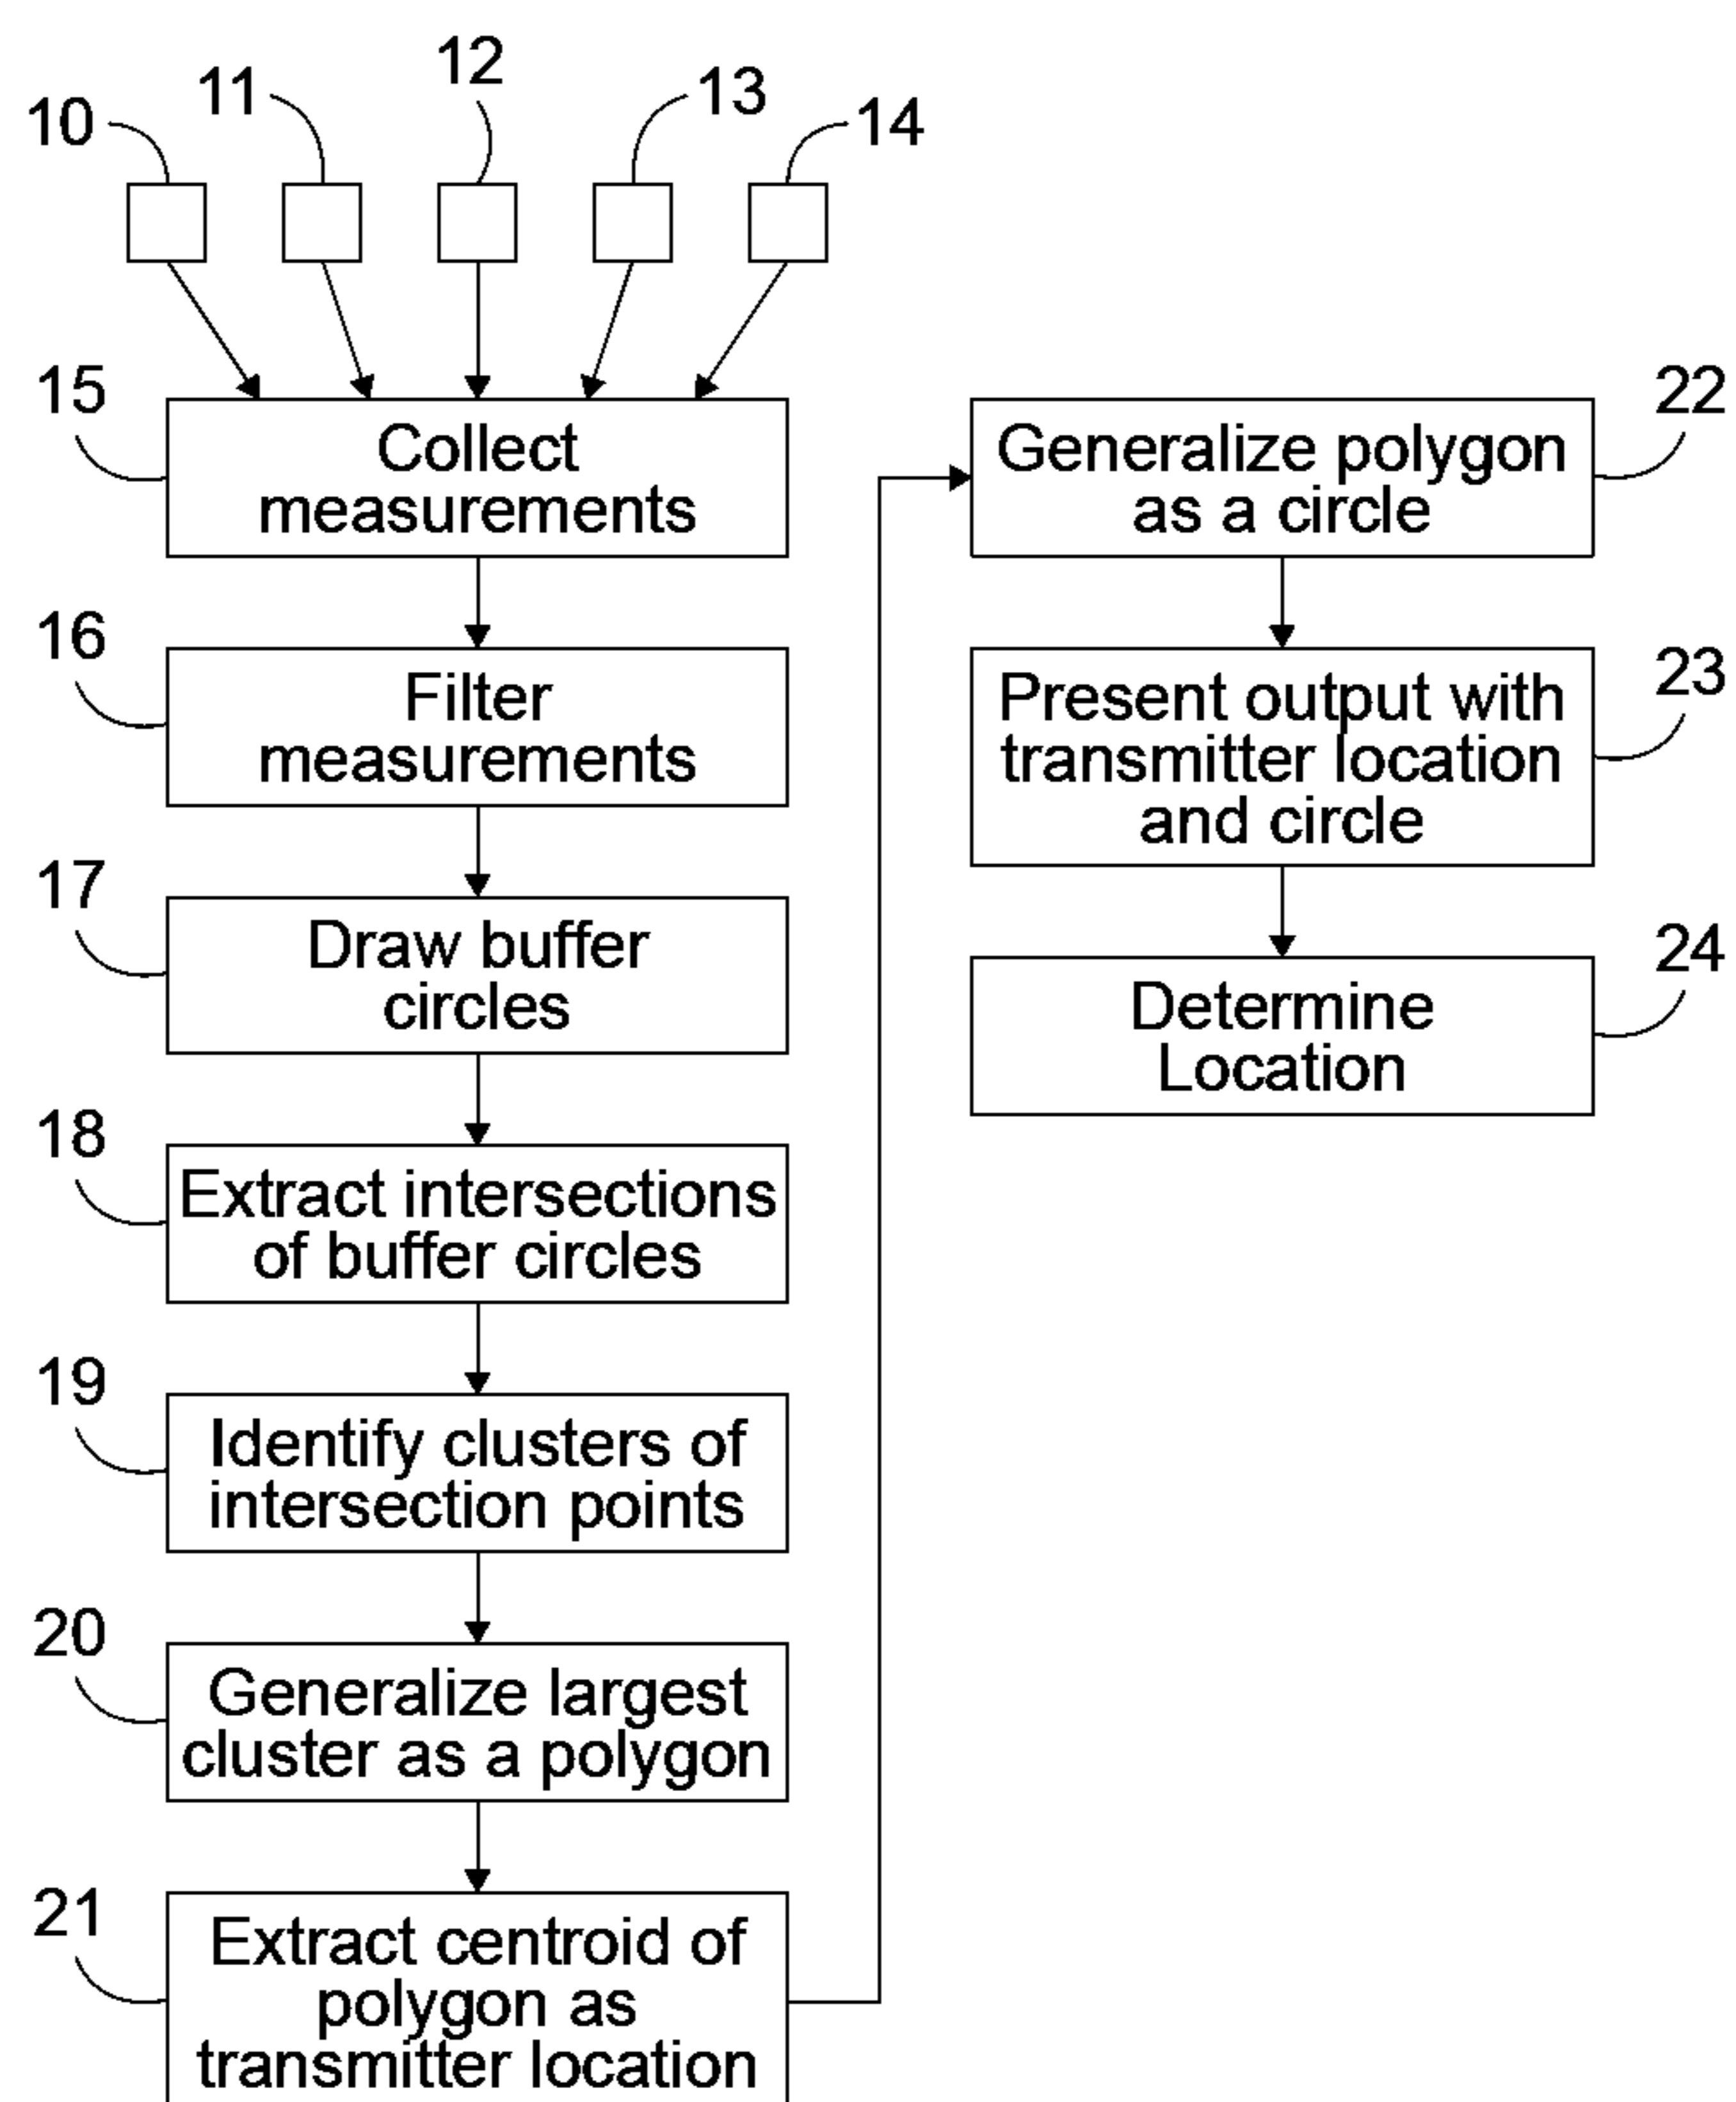 10
11
12
13
14
15
Collect
measurements
16
Filter
measurements
17
Draw buffer
circles
18
Extract intersections
of buffer circles
19
Identify clusters of
intersection points
20
Generalize largest
cluster as a polygon
21
Extract centroid of
polygon as
transmitter location
22
Generalize polygon
as a circle
23
Present output with
transmitter location
and circle
24
Determine
Location